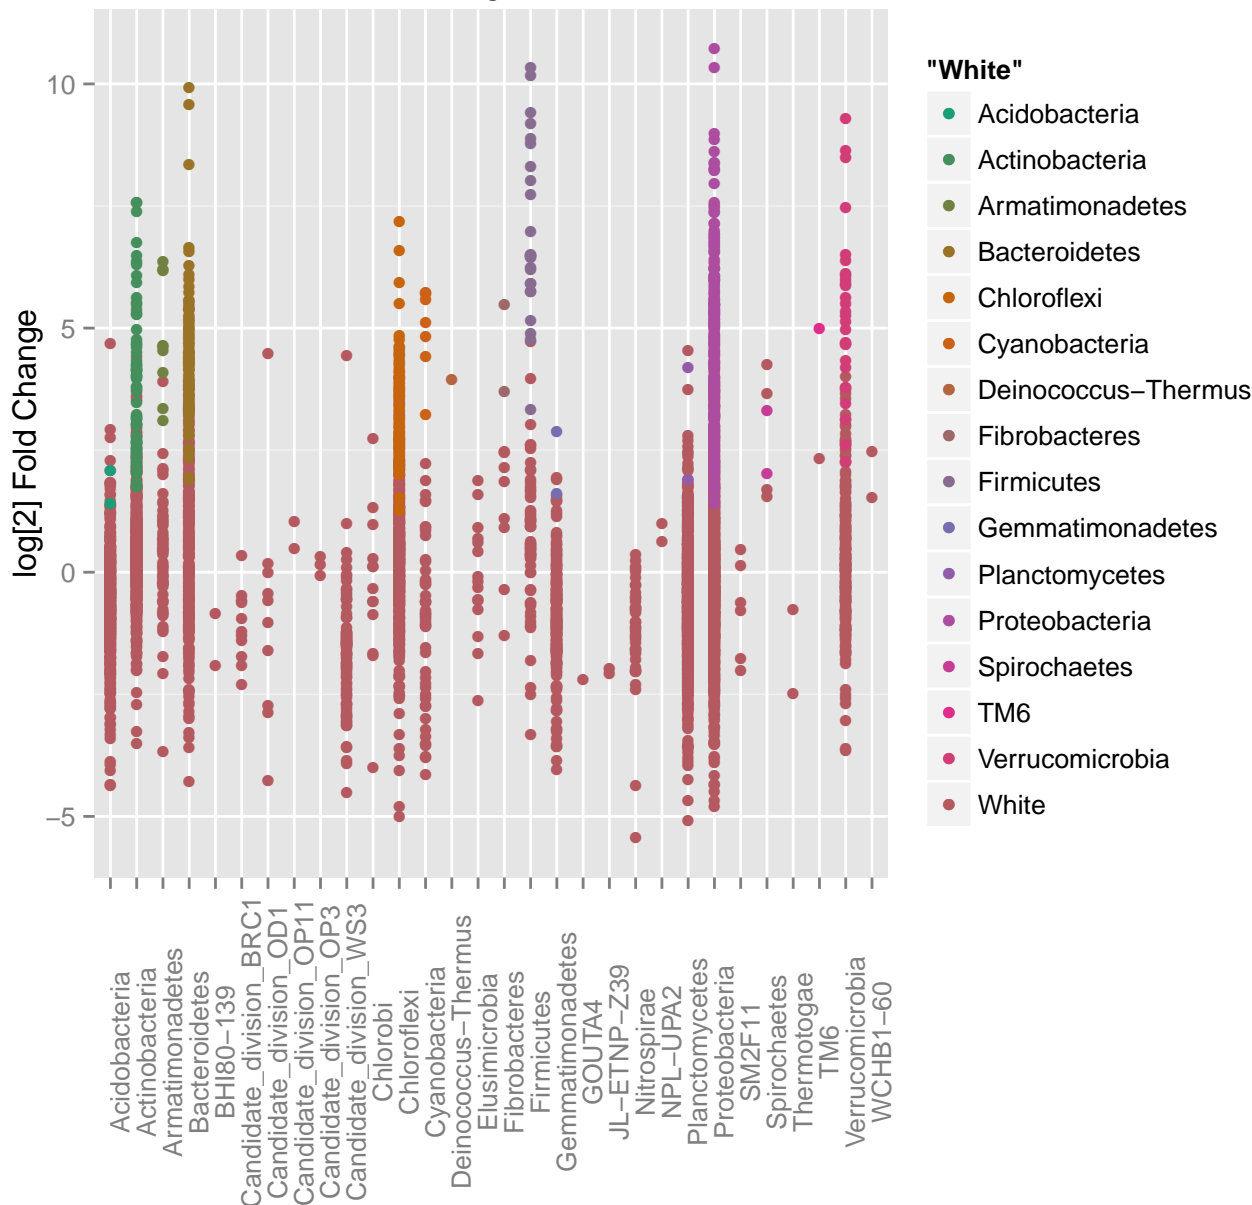 log[2] Fold Change
10
5
0
−5
Acidobacteria
Actinobacteria
Armatimonadetes
Bacteroidetes
BHI80−139
Candidate_division_BRC1
Candidate_division_OD1
Candidate_division_OP11
Candidate_division_OP3
Candidate_division_WS3
Chlorobi
Chloroflexi
Cyanobacteria
Deinococcus−Thermus
Elusimicrobia
Fibrobacteres
Firmicutes
Gemmatimonadetes
GOUTA4
JL−ETNP−Z39
Nitrospirae
NPL−UPA2
Planctomycetes
Proteobacteria
SM2F11
Spirochaetes
Thermotogae
TM6
Verrucomicrobia
WCHB1−60
"White"
Acidobacteria
Actinobacteria
Armatimonadetes
Bacteroidetes
Chloroflexi
Cyanobacteria
Deinococcus−Thermus
Fibrobacteres
Firmicutes
Gemmatimonadetes
Planctomycetes
Proteobacteria
Spirochaetes
TM6
Verrucomicrobia
White